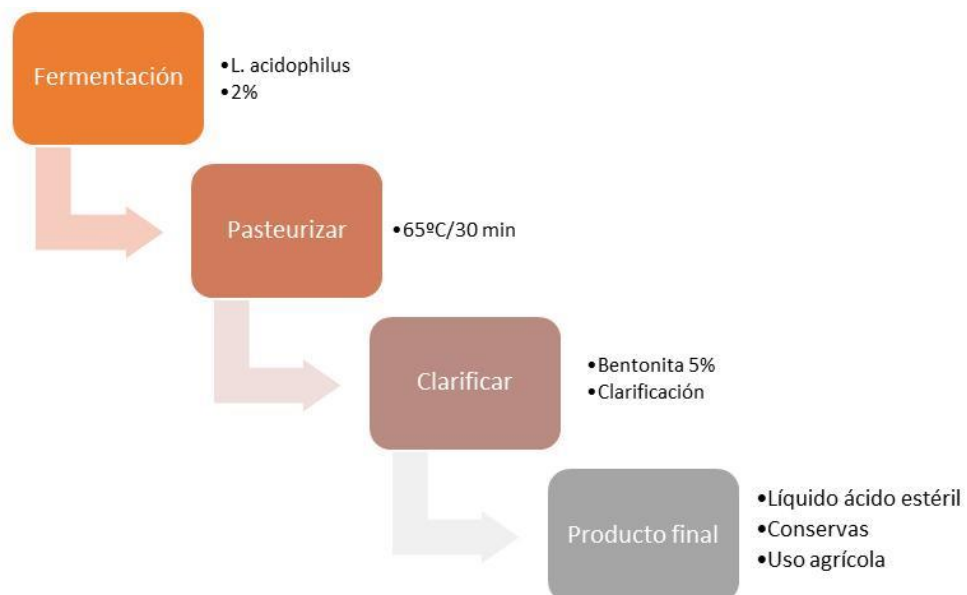 Fermentación
•L. acidophilus
•2%
Pasteurizar
•65ºC/30 min
Clarificar
•Bentonita 5%
•Clarificación
Producto final
•Líquido ácido estéril
•Conservas
•Uso agrícola